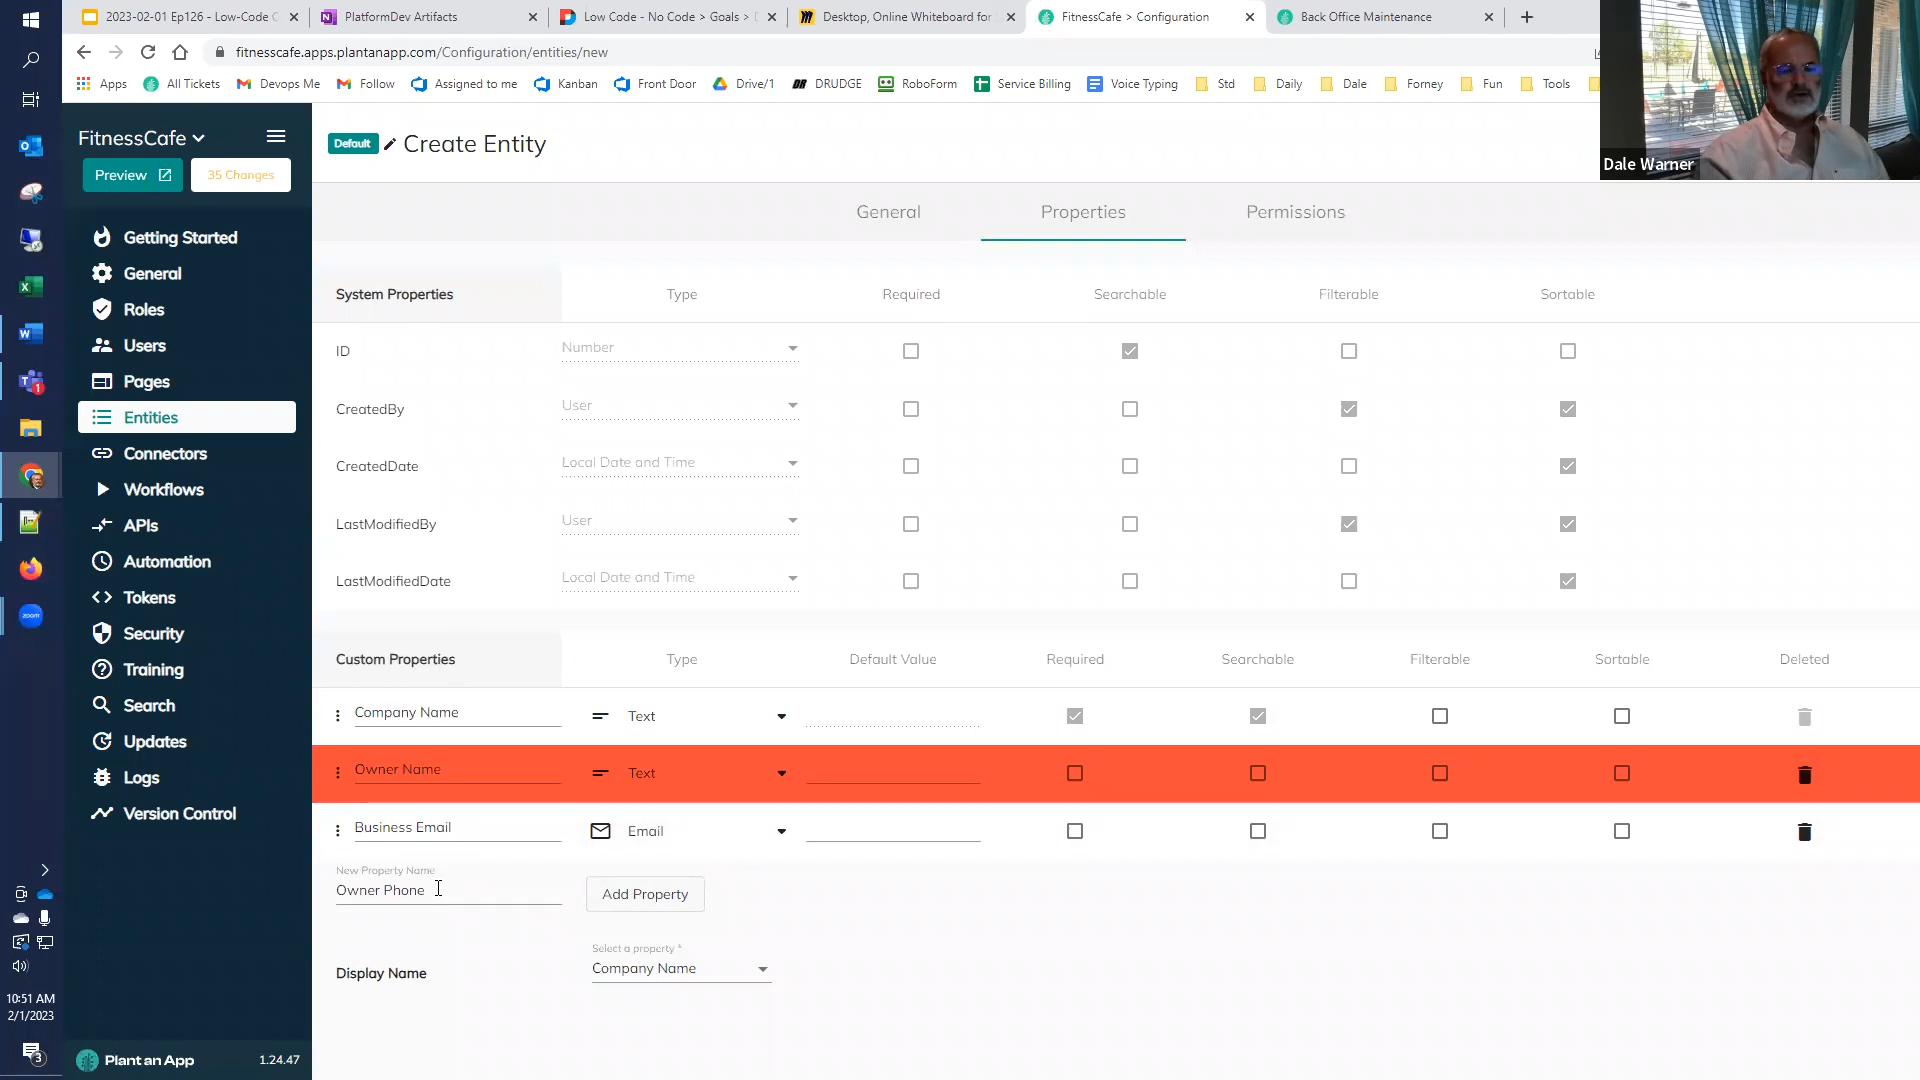 2023-02-01 Ep126 - Low-Code C
PlatformDev Artifacts
Low Code - No Code > Goals >
Desktop, Online Whiteboard for
FitnessCafe > Configuration
Back Office Maintenance
fitnesscafe.apps.plantanapp.com/Configuration/entities/new
Apps
All Tickets
Devops Me
Follow
Assigned to me
Kanban
Front Door
Drive/1
DRUDGE
RoboForm
Service Billing
Voice Typing
Std
Daily
Dale
Forney
Fun
Tools
Dale Warner
FitnessCafe
Preview
35 Changes
Default
Create Entity
General
Properties
Permissions
Getting Started
General
Roles
Users
Pages
Entities
Connectors
Workflows
APIs
Automation
Tokens
Security
Training
Search
Updates
Logs
Version Control
Plant an App
1.24.47
System Properties
Type
Required
Searchable
Filterable
Sortable
ID
Number
CreatedBy
User
CreatedDate
Local Date and Time
LastModifiedBy
User
LastModifiedDate
Local Date and Time
Custom Properties
Type
Default Value
Required
Searchable
Filterable
Sortable
Deleted
Company Name
Text
Owner Name
Text
Business Email
Email
New Property Name
Owner Phone
Add Property
Display Name
Select a property *
Company Name
zoom
10:51 AM
2/1/2023
3
1